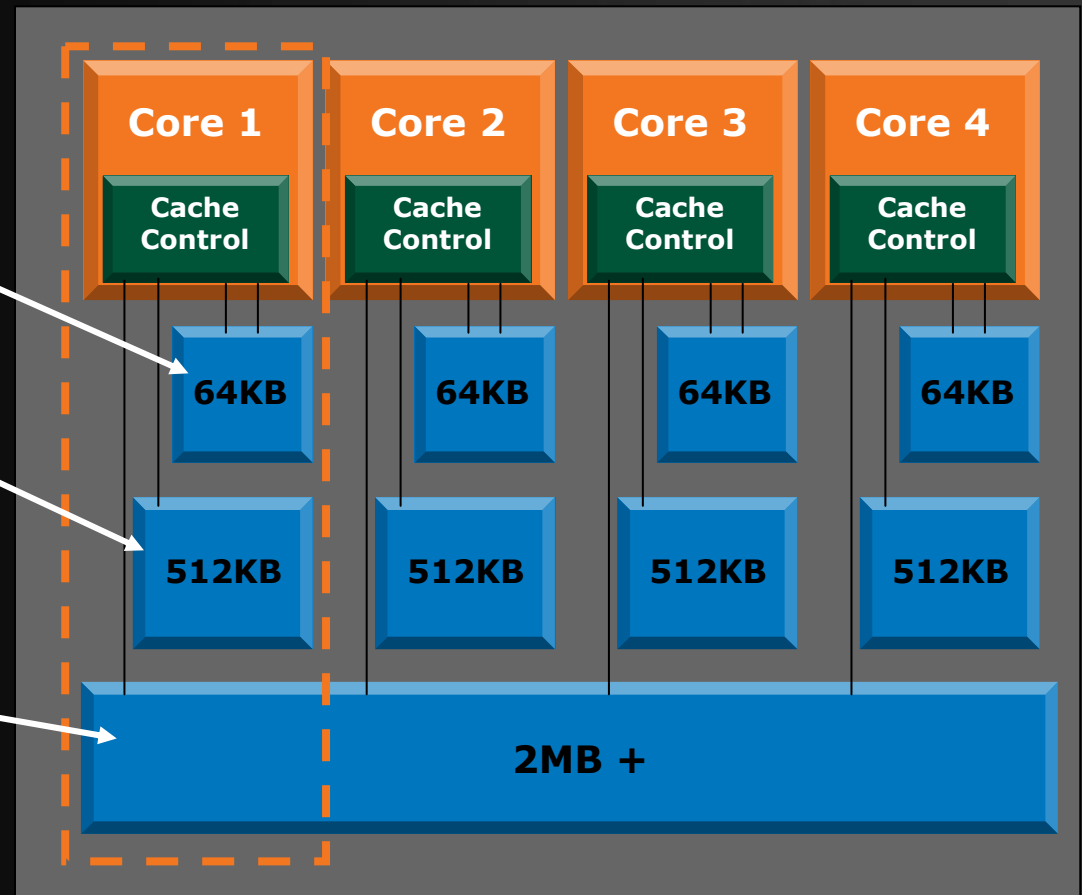 Core 1
Core 2
Core 3
Core 4
Cache
Control
Cache
Control
Cache
Control
Cache
Control
64KB
64KB
64KB
64KB
512KB
512KB
512KB
512KB
2MB +